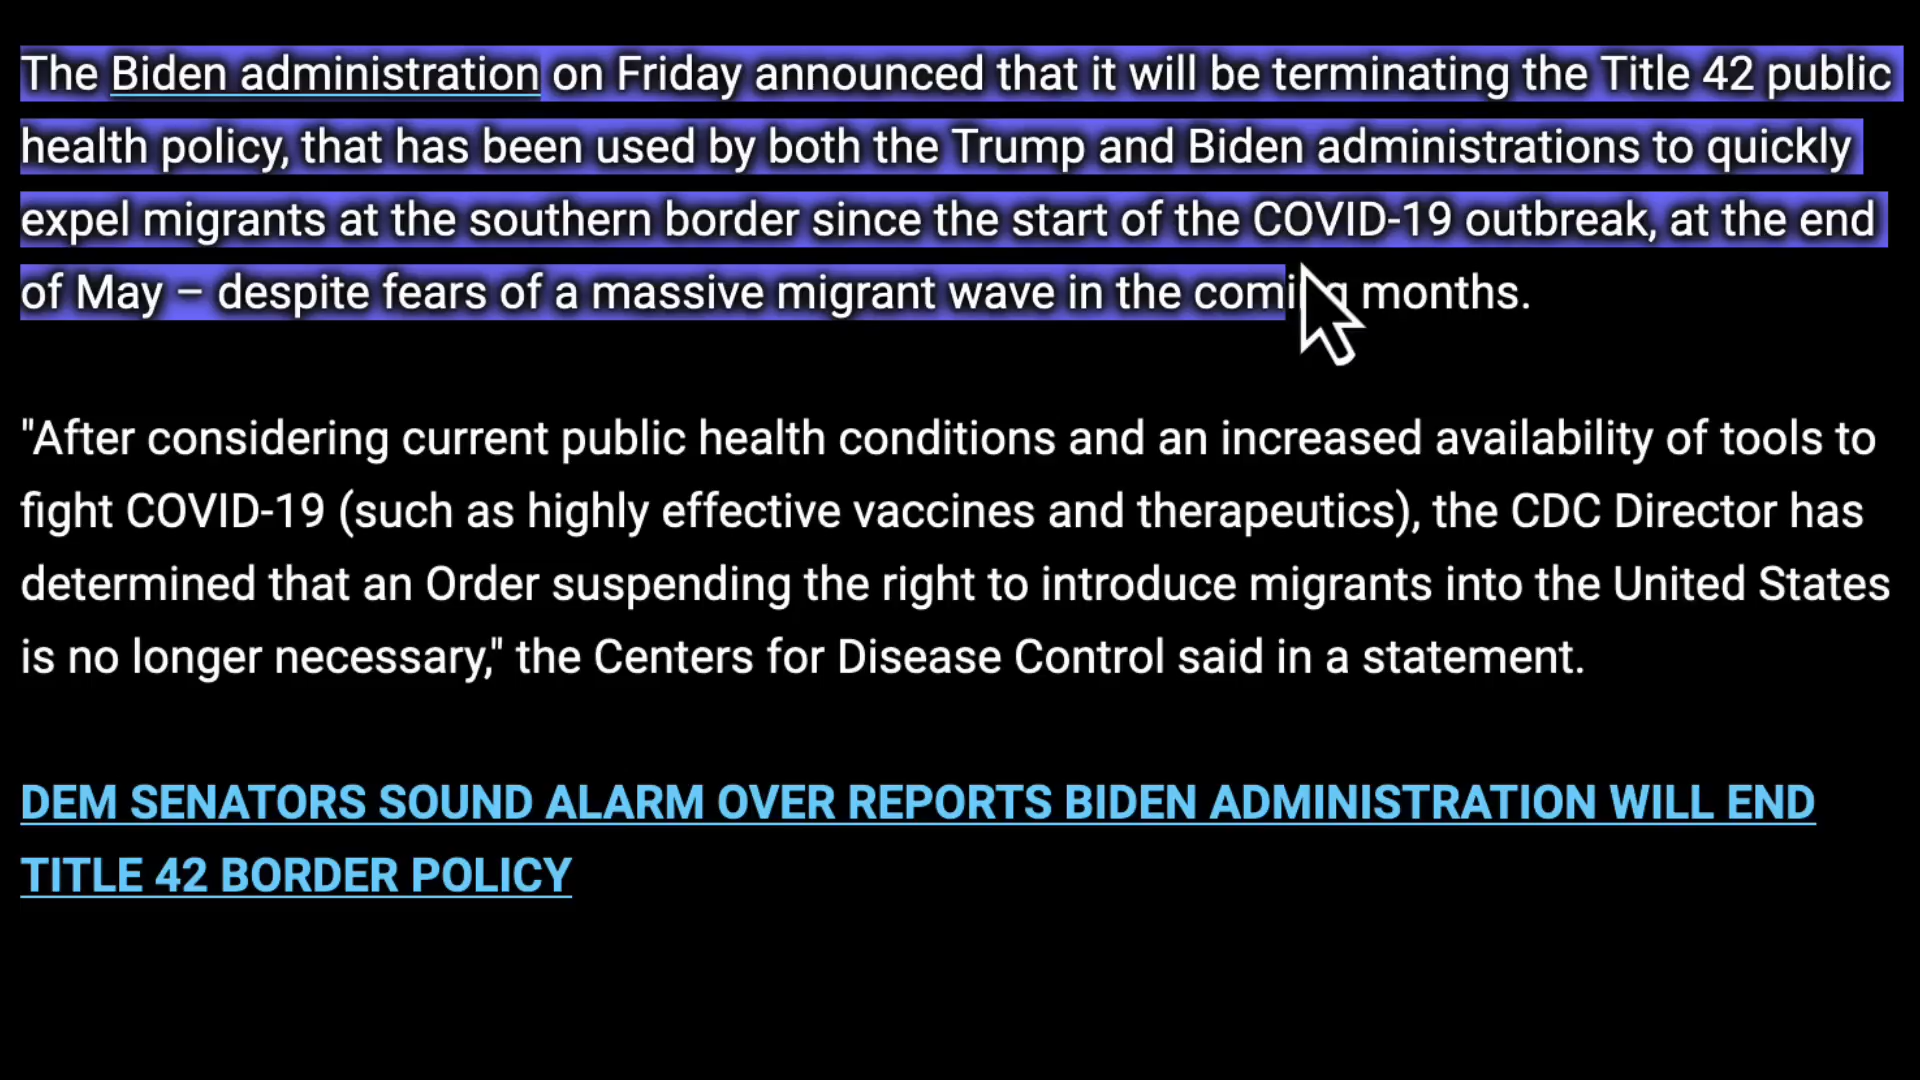 The Biden administration on Friday announced that it will be terminating the Title 42 public
health policy, that has been used by both the Trump and Biden administrations to quickly
expel migrants at the southern border since the start of the COVID-19 outbreak, at the end
of May – despite fears of a massive migrant wave in the coming months.
"After considering current public health conditions and an increased availability of tools to
fight COVID-19 (such as highly effective vaccines and therapeutics), the CDC Director has
determined that an Order suspending the right to introduce migrants into the United States
is no longer necessary," the Centers for Disease Control said in a statement.
DEM SENATORS SOUND ALARM OVER REPORTS BIDEN ADMINISTRATION WILL END
TITLE 42 BORDER POLICY